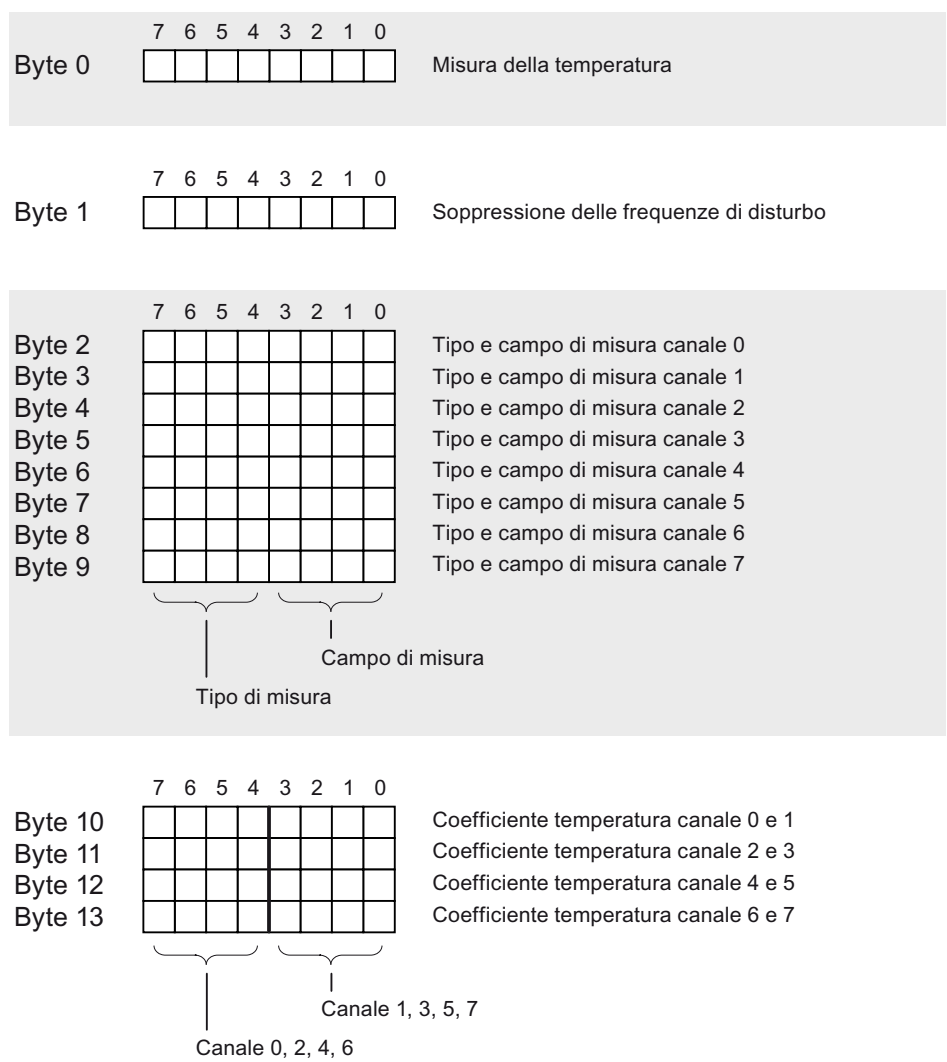 7 6 5 4 3 2 1 0
Byte 0 Misura della temperatura
7 6 5 4 3 2 1 0
Byte 1 Soppressione delle frequenze di disturbo
7 6 5 4 3 2 1 0
Byte 2 Tipo e campo di misura canale 0
Byte 3 Tipo e campo di misura canale 1
Byte 4 Tipo e campo di misura canale 2
Byte 5 Tipo e campo di misura canale 3
Byte 6 Tipo e campo di misura canale 4
Byte 7 Tipo e campo di misura canale 5
Byte 8 Tipo e campo di misura canale 6
Byte 9 Tipo e campo di misura canale 7
Campo di misura
Tipo di misura
7 6 5 4 3 2 1 0
Byte 10 Coefficiente temperatura canale 0 e 1
Byte 11 Coefficiente temperatura canale 2 e 3
Byte 12 Coefficiente temperatura canale 4 e 5
Byte 13 Coefficiente temperatura canale 6 e 7
Canale 1, 3, 5, 7
Canale 0, 2, 4, 6